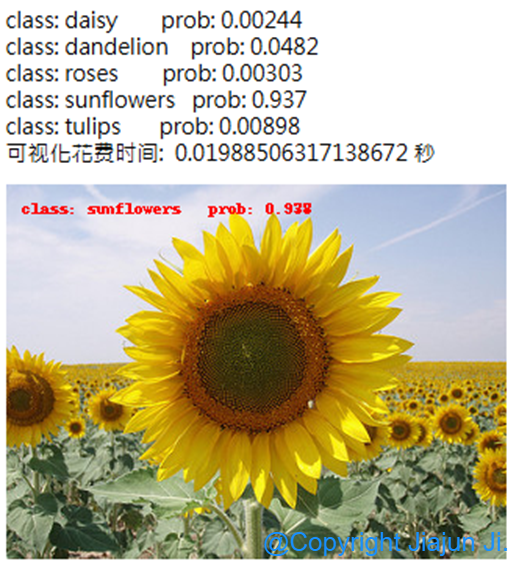 class: daisy prob: 0.00244
class: dandelion prob: 0.0482
class: roses prob: 0.00303
class: sunflowers prob: 0.937
class: tulips prob: 0.00898
可视化花费时间: 0.01988506317138672 秒
class: sunflowers prob:
@Copyright Jiajun Ji.